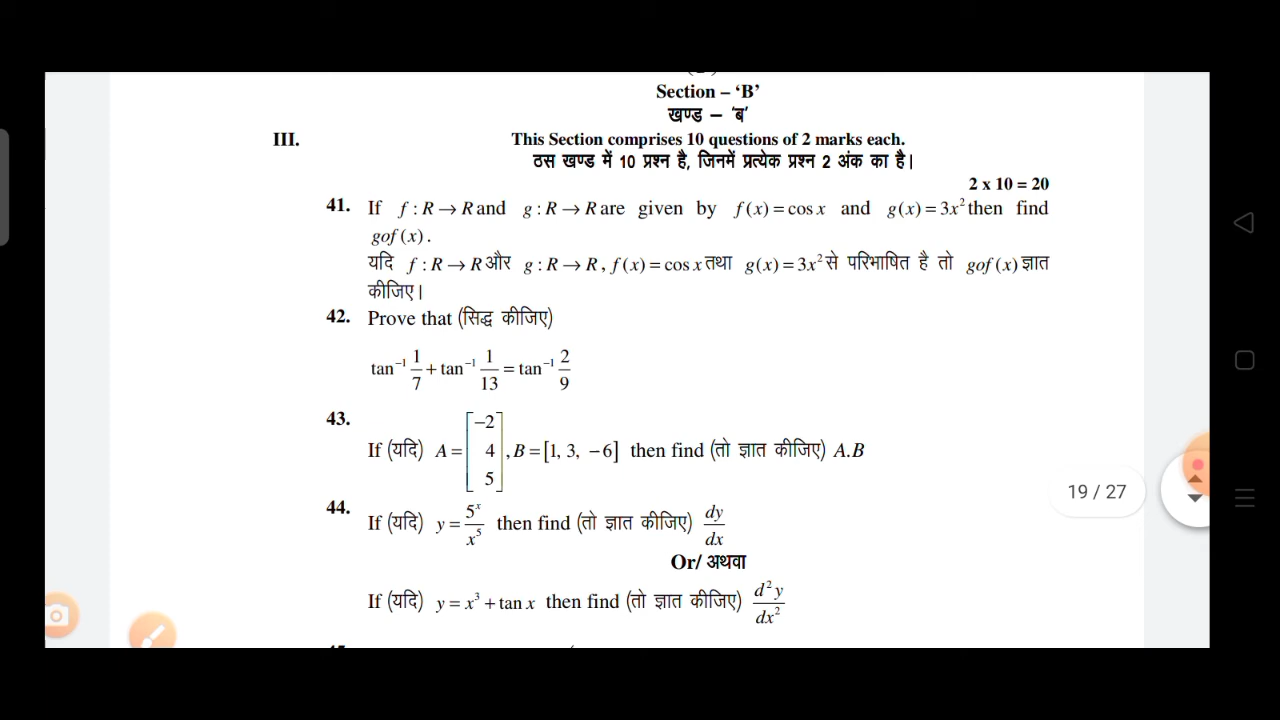 Section – ‘B’
खण्ड – ‘ब’
III. This Section comprises 10 questions of 2 marks each.
ठस खण्ड में 10 प्रश्न है, जिनमें प्रत्येक प्रश्न 2 अंक का है।
2 x 10 = 20
41. If f : R → R and g : R → R are given by f(x) = cos x and g(x) = 3x² then find
gof (x) .
यदि f : R → R और g : R → R , f(x) = cos x तथा g(x) = 3x² से परिभाषित है तो gof (x) ज्ञात
कीजिए।
42. Prove that (सिद्ध कीजिए)
tan⁻¹ 1/7 + tan⁻¹ 1/13 = tan⁻¹ 2/9
43. If (यदि) A = [−2 4 5] , B = [1, 3, −6] then find (तो ज्ञात कीजिए) A.B
19 / 27
44. If (यदि) y = 5ˣ/x⁵ then find (तो ज्ञात कीजिए) dy/dx
Or/ अथवा
If (यदि) y = x³ + tan x then find (तो ज्ञात कीजिए) d²y/dx²